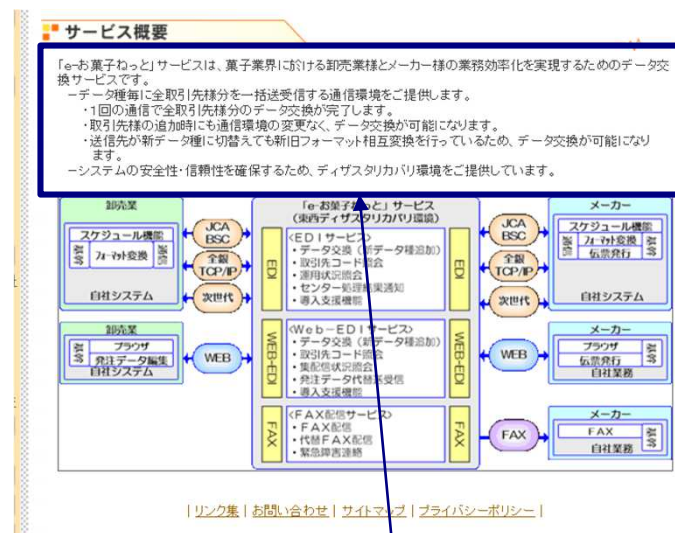 サービス概要
「e-お菓子ねっと」サービスは、菓子業界に於ける卸売業様とメーカー様の業務効率化を実現するためのデータ交
換サービスです。
－データ種毎に全取引先様分を一括送受信する通信環境をご提供します。
・1回の通信で全取引先様分のデータ交換が完了します。
・取引先様の追加時にも通信環境の変更なく、データ交換が可能になります。
・送信先が新データ種に切替えても新旧フォーマット相互変換を行っているため、データ交換が可能になり
ます。
－システムの安全性・信頼性を確保するため、ディザスタリカバリ環境をご提供しています。
卸売業
スケジュール機能
フォーマット変換
通信
自社システム
JCA
BSC
全銀
TCP/IP
次世代
「e-お菓子ねっと」サービス
(東西ディザスタリカバリ環境)
EDI
<EDIサービス>
・データ交換（新データ種追加）
・取引先コード照会
・運用状況照会
・センター処理結果通知
・導入支援機能
EDI
JCA
BSC
全銀
TCP/IP
次世代
メーカー
スケジュール機能
通信
フォーマット変換
伝票発行
自社システム
卸売業
ブラウザ
発注データ編集
自社システム
WEB
WEB-EDI
<Web－EDIサービス>
・データ交換（新データ種追加）
・取引先コード照会
・集配信状況照会
・発注データ代替送受信
・導入支援機能
WEB-EDI
WEB
メーカー
ブラウザ
伝票発行
自社業務
FAX
<FAX配信サービス>
・FAX配信
・代替FAX配信
・緊急障害連絡
FAX
FAX
メーカー
FAX
自社業務
|リンク集|お問い合わせ|サイトマップ|プライバシーポリシー|